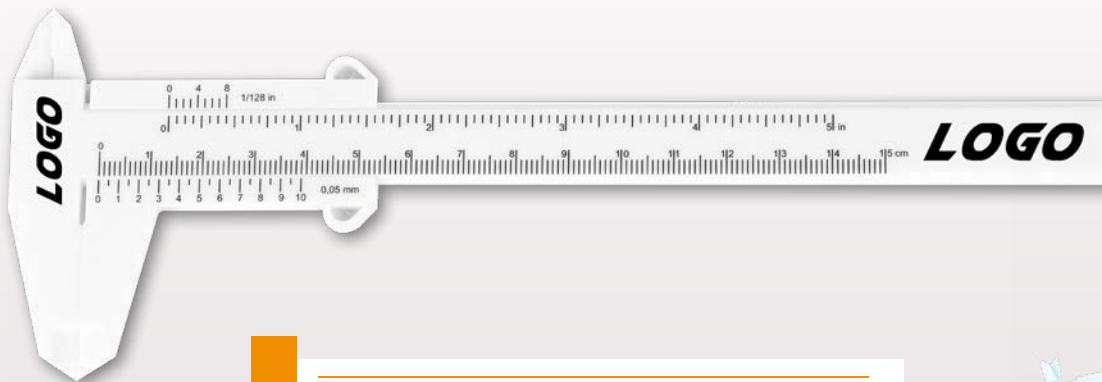 LOGO
0 4 8 1/128 in
0 1 2 3 4 5 in
0 1 2 3 4 5 6 7 8 9 10 11 12 13 14 15 cm
0 1 2 3 4 5 6 7 8 9 10 0,05 mm
LOGO